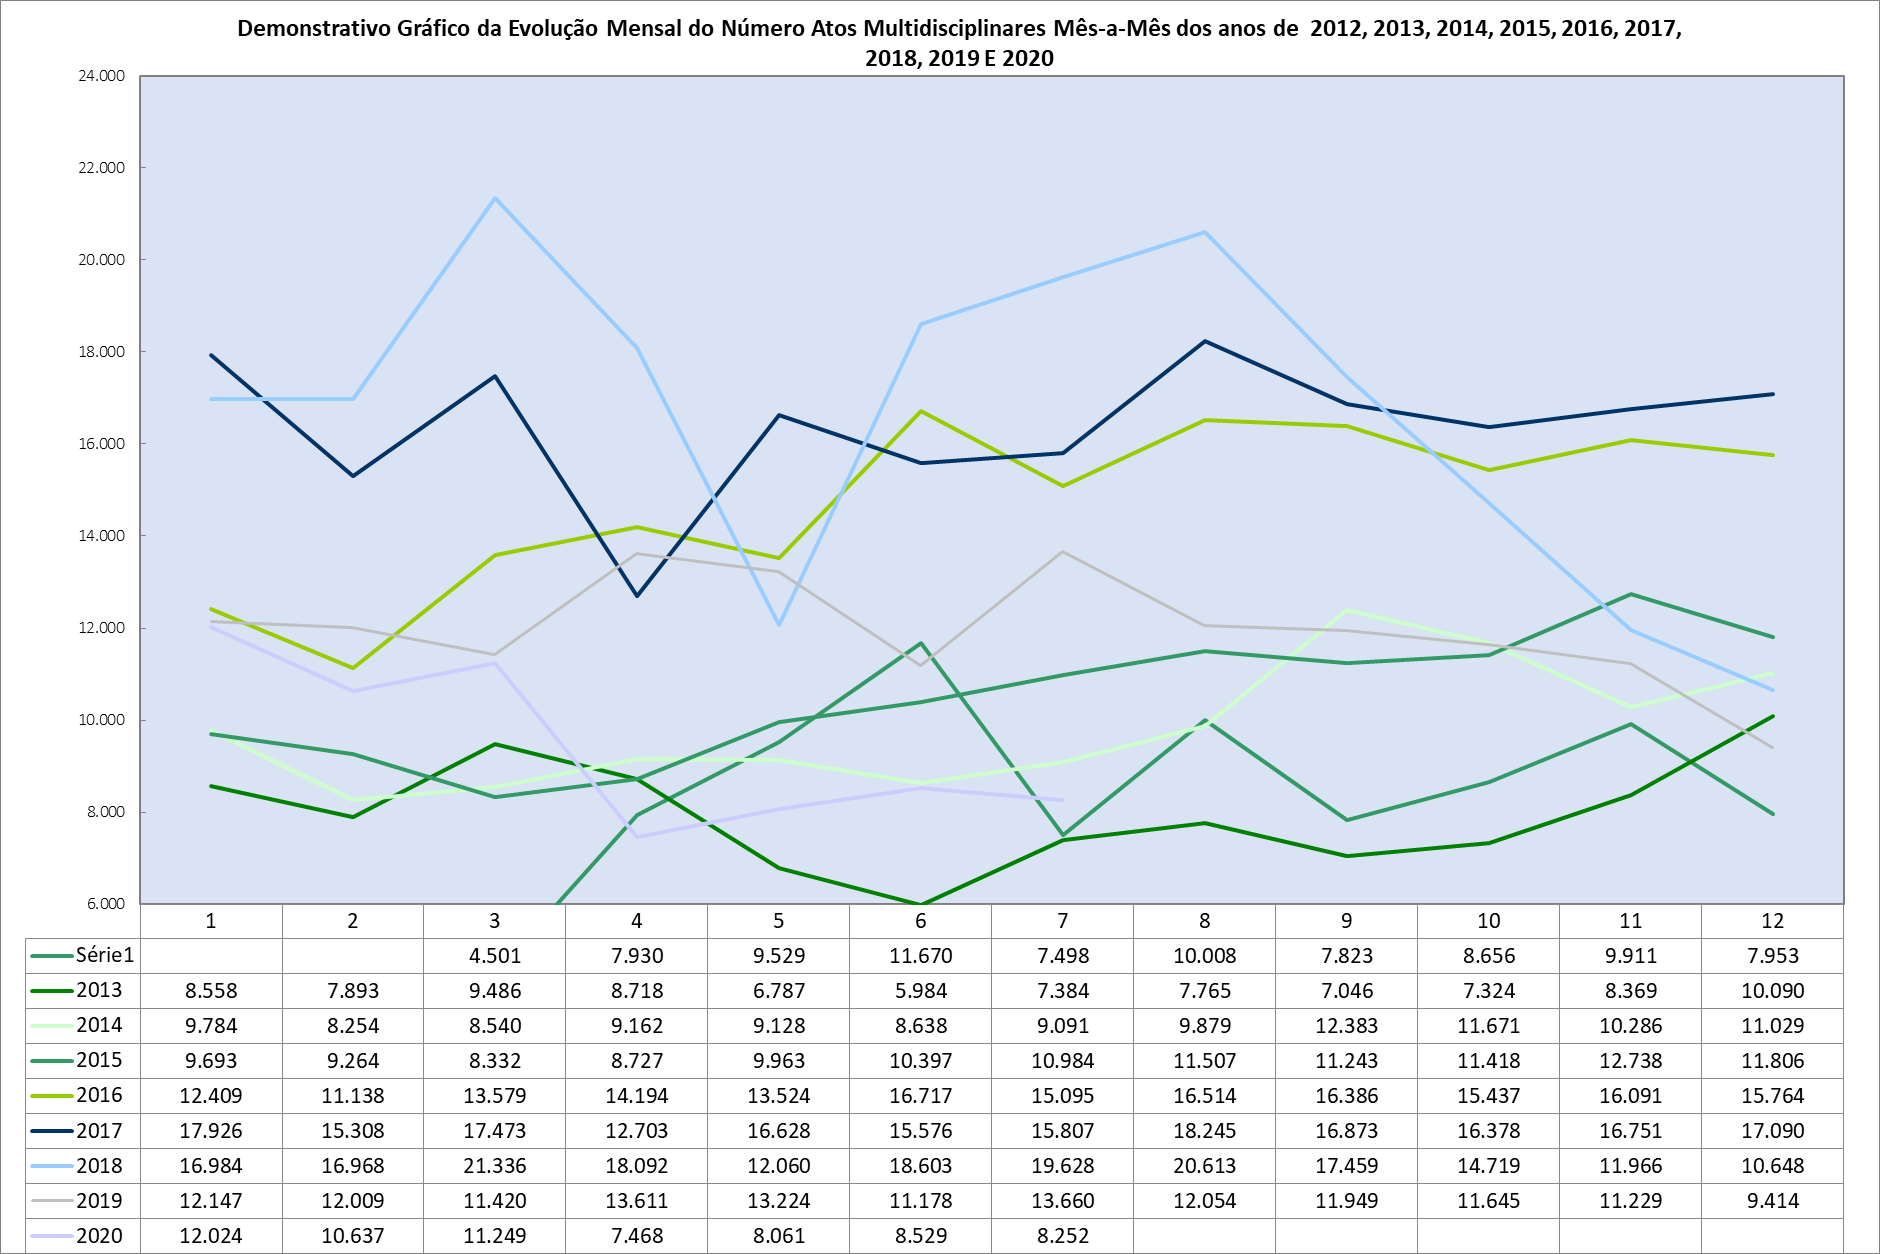 Demonstrativo Gráfico da Evolução Mensal do Número Atos Multidisciplinares Mês-a-Mês dos anos de 2012, 2013, 2014, 2015, 2016, 2017,
2018, 2019 E 2020
24.000
22.000
20.000
18.000
16.000
14.000
12.000
10.000
8.000
6.000
1 2 3 4 5 6 7 8 9 10 11 12
Série1 4.501 7.930 9.529 11.670 7.498 10.008 7.823 8.656 9.911 7.953
2013 8.558 7.893 9.486 8.718 6.787 5.984 7.384 7.765 7.046 7.324 8.369 10.090
2014 9.784 8.254 8.540 9.162 9.128 8.638 9.091 9.879 12.383 11.671 10.286 11.029
2015 9.693 9.264 8.332 8.727 9.963 10.397 10.984 11.507 11.243 11.418 12.738 11.806
2016 12.409 11.138 13.579 14.194 13.524 16.717 15.095 16.514 16.386 15.437 16.091 15.764
2017 17.926 15.308 17.473 12.703 16.628 15.576 15.807 18.245 16.873 16.378 16.751 17.090
2018 16.984 16.968 21.336 18.092 12.060 18.603 19.628 20.613 17.459 14.719 11.966 10.648
2019 12.147 12.009 11.420 13.611 13.224 11.178 13.660 12.054 11.949 11.645 11.229 9.414
2020 12.024 10.637 11.249 7.468 8.061 8.529 8.252